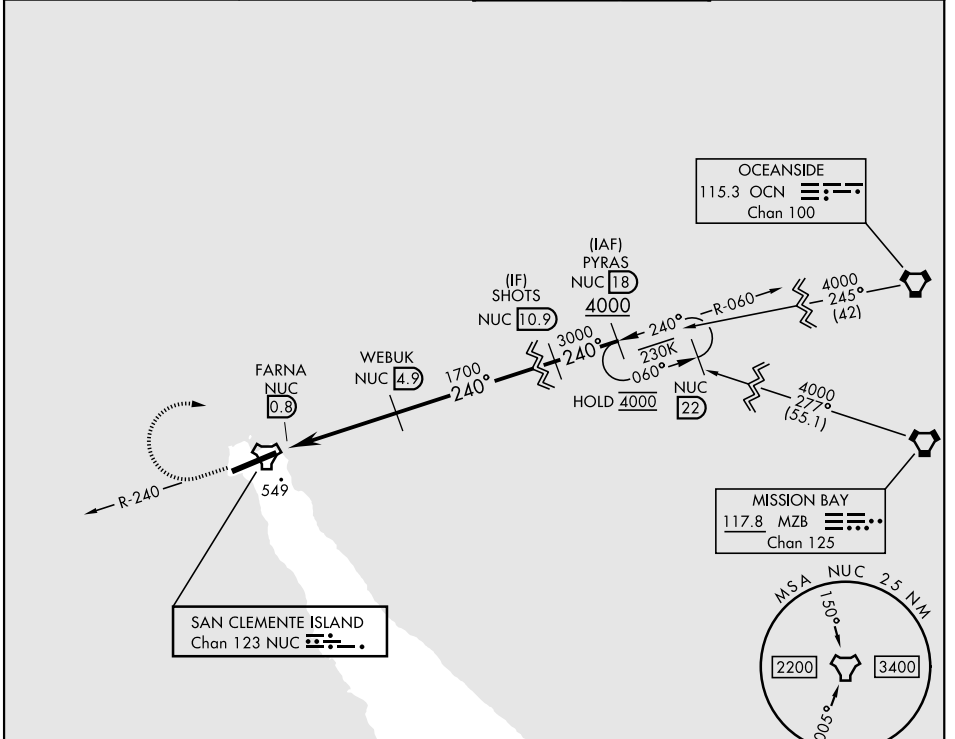 OCEANSIDE
115.3 OCN
Chan 100
(IAF)
PYRAS
NUC 18
4000
(IF)
SHOTS
NUC 10.9
R-060
4000
245°
(42)
240°
3000
240°
230K
060°
HOLD 4000
NUC
22
4000
277°
(55.1)
WEBUK
NUC 4.9
1700
240°
FARNA
NUC
0.8
R-240
549
MISSION BAY
117.8 MZB
Chan 125
SAN CLEMENTE ISLAND
Chan 123 NUC
MSA NUC 25 NM
150°
2200
3400
005°